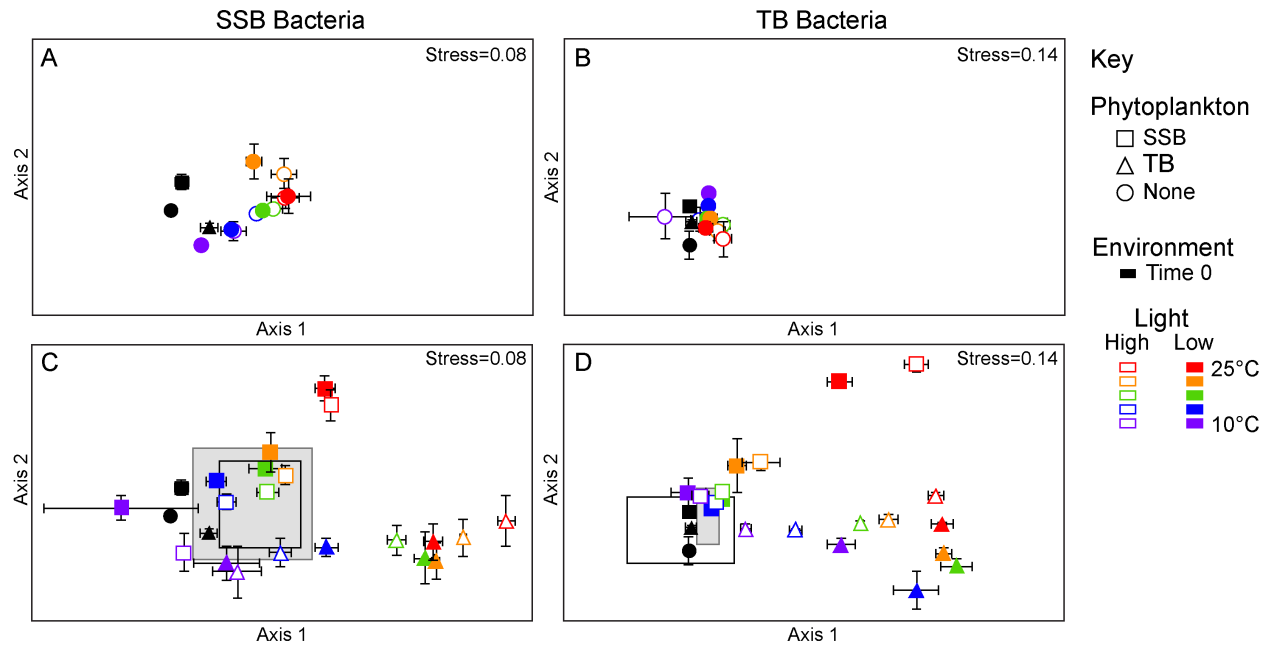 SSB Bacteria
TB Bacteria
A
Stress=0.08
Axis 2
Axis 1
B
Stress=0.14
Axis 2
Axis 1
C
Stress=0.08
Axis 2
Axis 1
D
Stress=0.14
Axis 2
Axis 1
Key
Phytoplankton
SSB
TB
None
Environment
Time 0
Light
High Low
25°C
10°C